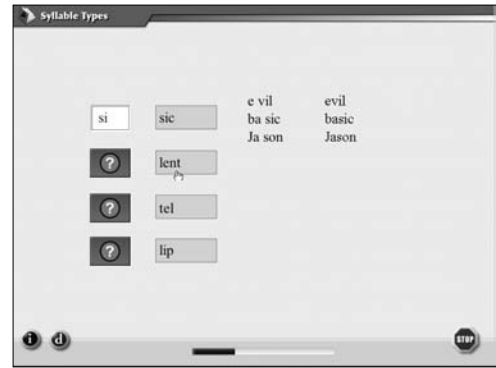 Syllable Types
si sic
e vil evil
ba sic basic
Ja son Jason
? lent
? tel
? lip
i d STOP